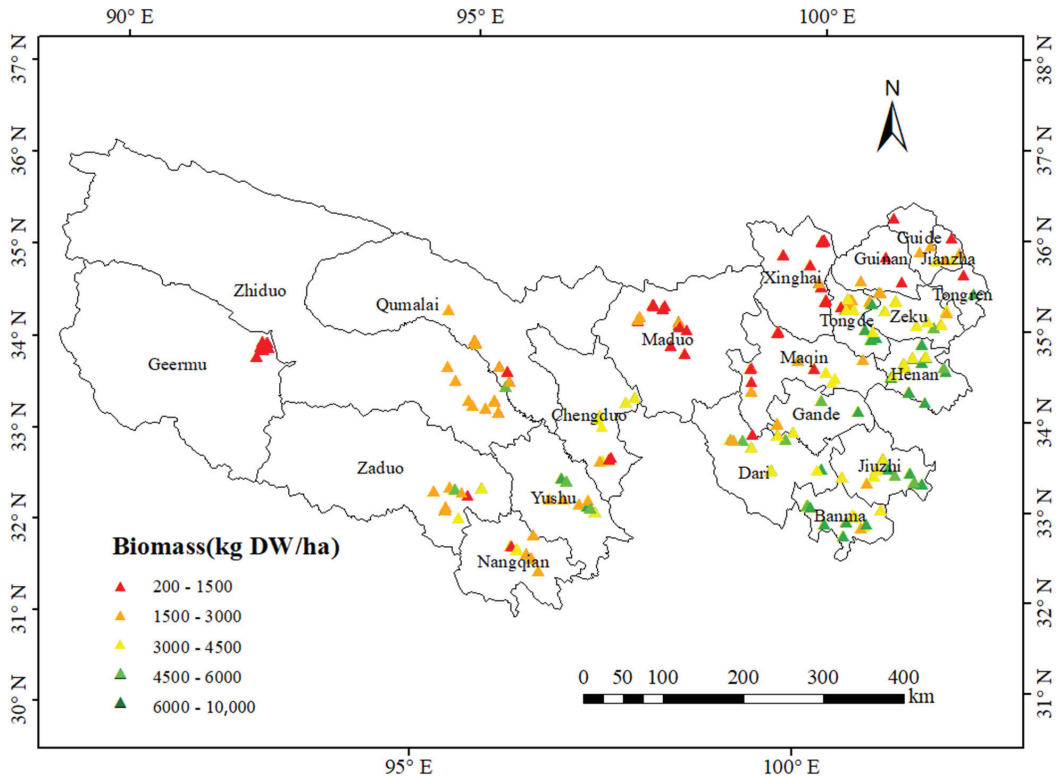 90° E 95° E 100° E
37° N
36° N
35° N
34° N
33° N
32° N
31° N
30° N
38° N
37° N
36° N
35° N
34° N
33° N
32° N
31° N
N
Guide
Guinan Jianzha
Xinghai
Zhiduo
Tongren
Qumalai
Tongde Zeku
Maduo
Geermu
Maqin
Henan
Chengduo Gande
Zaduo
Dari Jiuzhi
Yushu
Banma
Nangqian
Biomass(kg DW/ha)
200 - 1500
1500 - 3000
3000 - 4500
4500 - 6000
6000 - 10,000
0 50 100 200 300 400
km
95° E 100° E